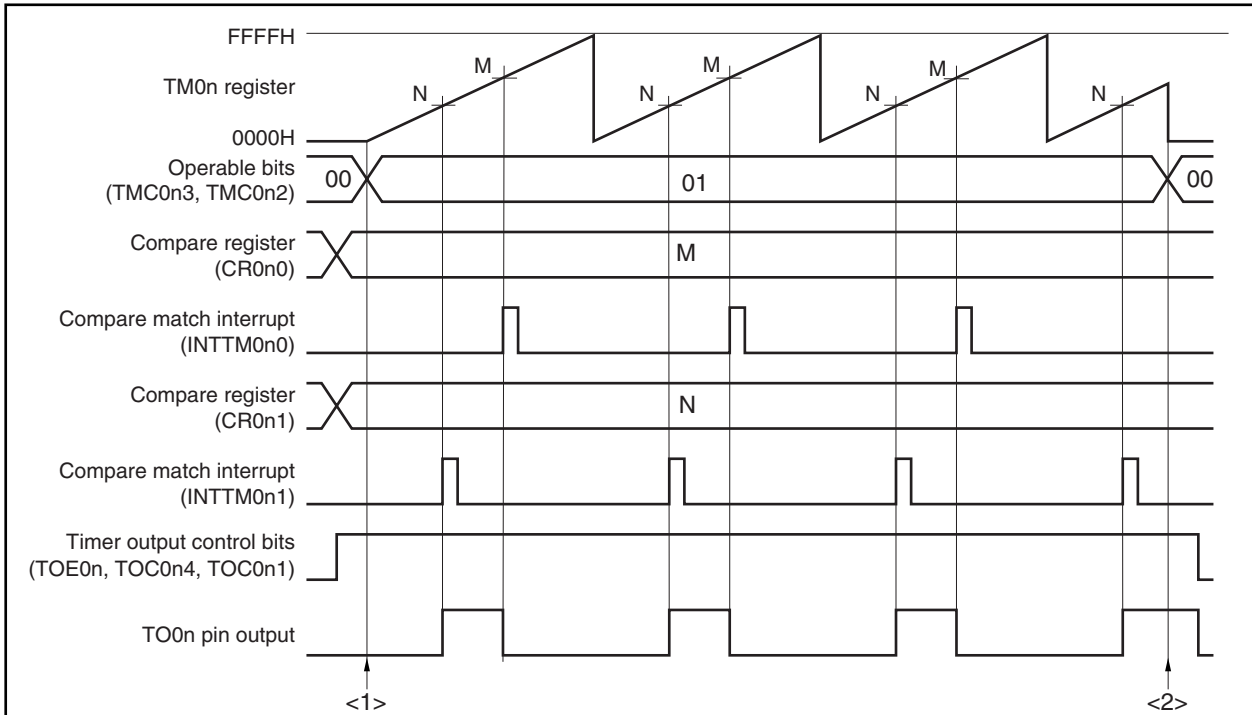 FFFFH
TM0n register
0000H
N M N M N M N
Operable bits
(TMC0n3, TMC0n2)
00 01 00
Compare register
(CR0n0)
M
Compare match interrupt
(INTTM0n0)
Compare register
(CR0n1)
N
Compare match interrupt
(INTTM0n1)
Timer output control bits
(TOE0n, TOC0n4, TOC0n1)
TO0n pin output
<1> <2>